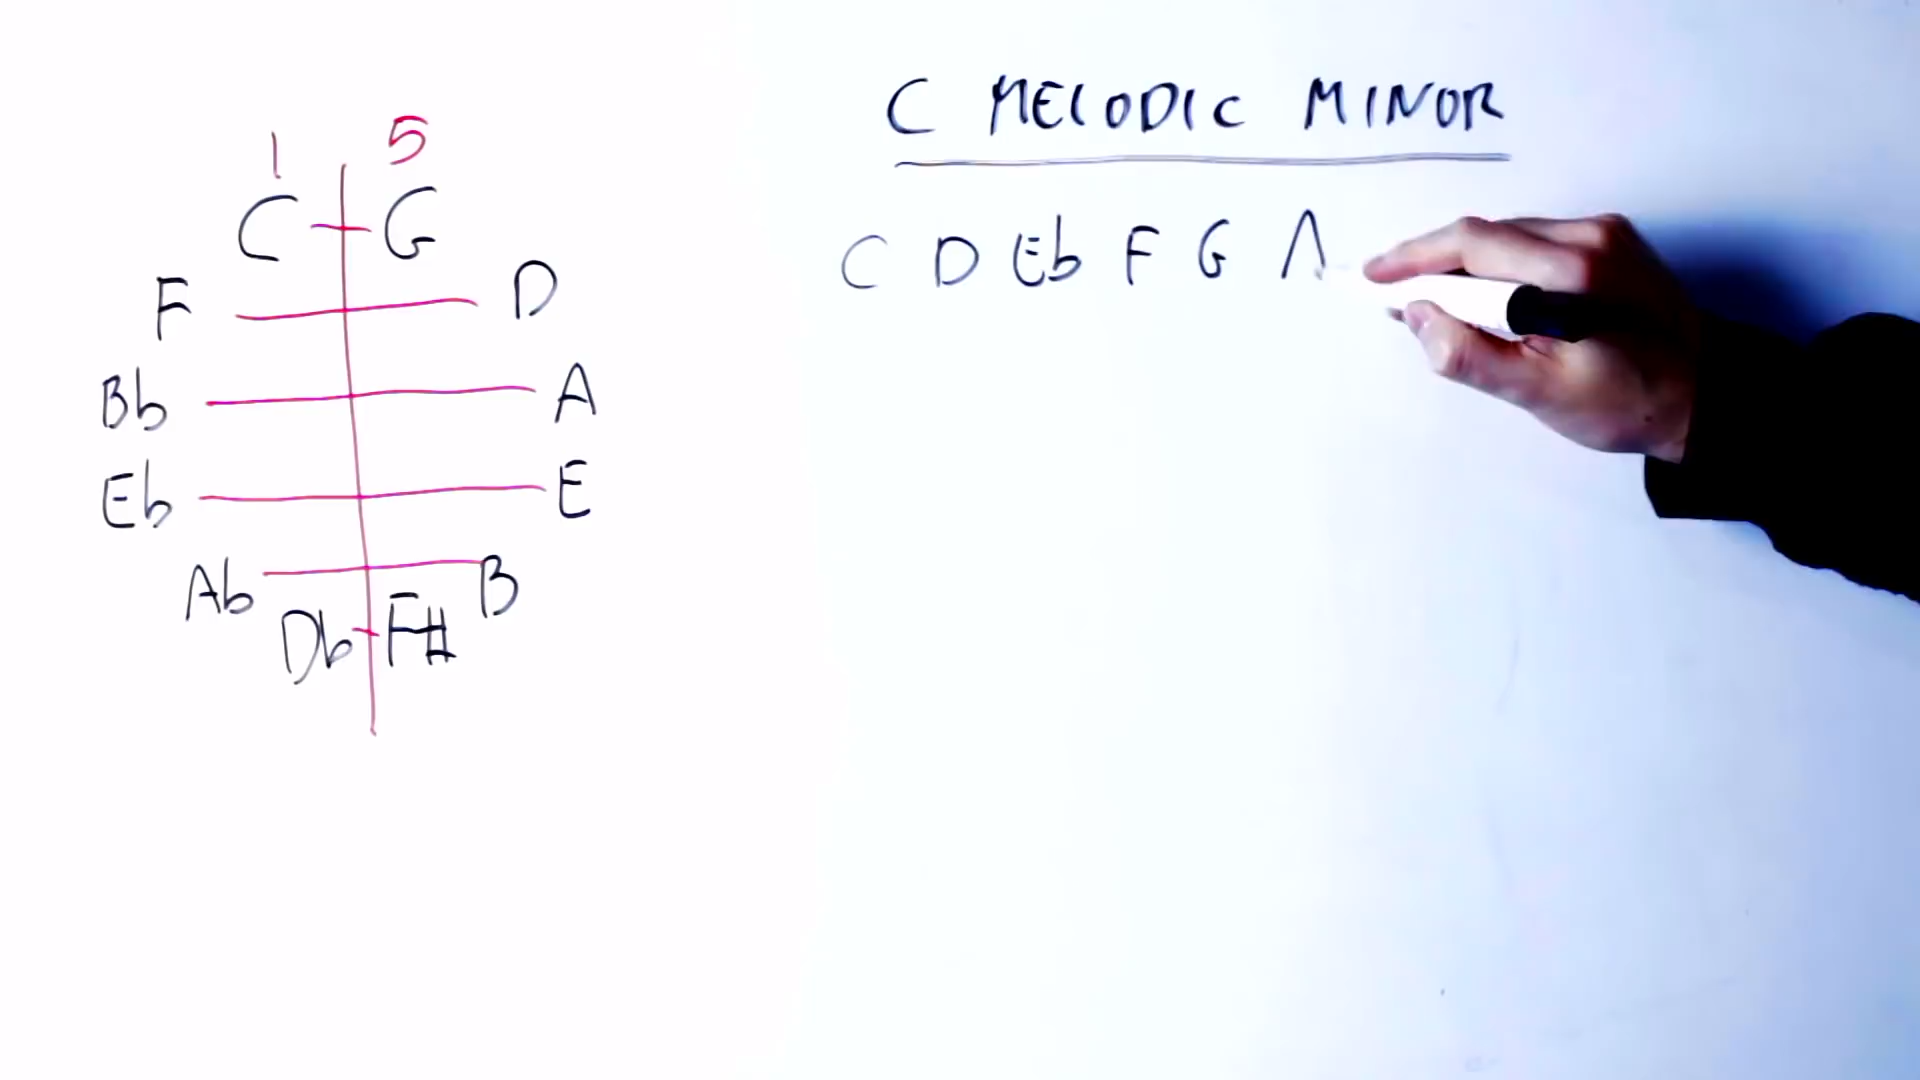 1 5
C G
F D
Bb A
Eb E
Ab B
Db F#
C MELODIC MINOR
C D Eb F G A